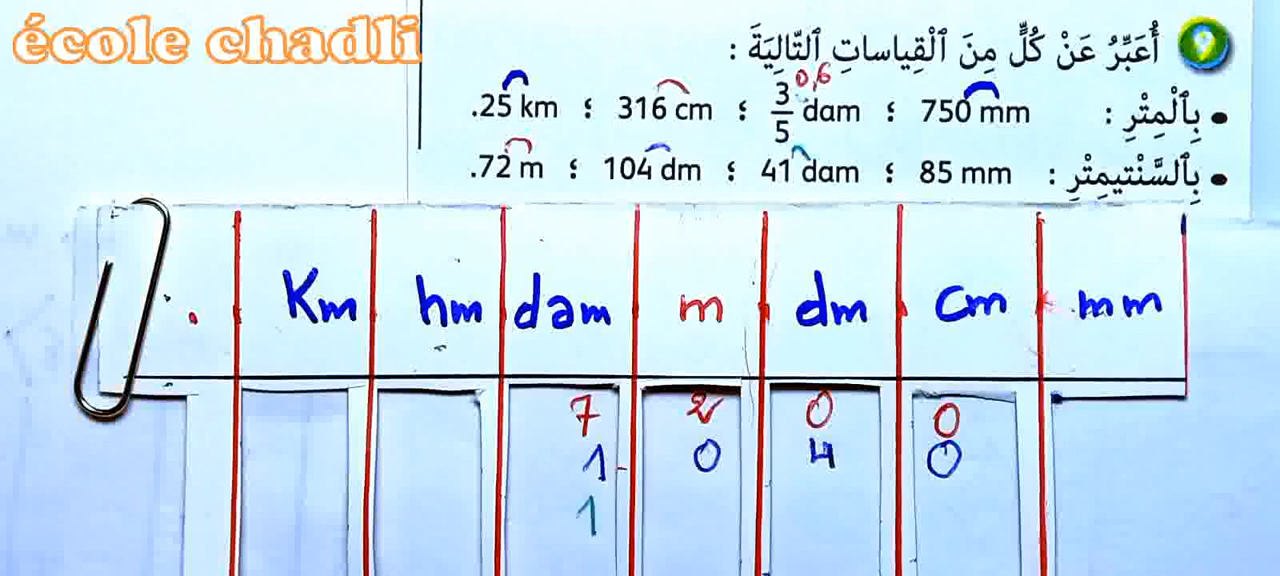 école chadli
9 أُعَبِّرُ عَنْ كُلٍّ مِنَ ٱلْقِياساتِ ٱلتّالِيَةَ :
0,6
• بِٱلْمِتْرِ : 750 mm ؛ 3/5 dam ؛ 316 cm ؛ 25 km.
• بِٱلسَّنْتيمِتْرِ : 85 mm ؛ 41 dam ؛ 104 dm ؛ 72 m.
. Km hm dam m dm cm mm
7 2 0 0
1 0 4 0
1